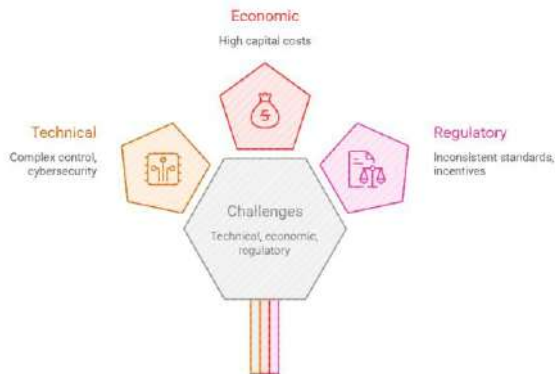 Economic
High capital costs
Technical
Complex control,
cybersecurity
Regulatory
Inconsistent standards,
incentives
Challenges
Technical, economic,
regulatory